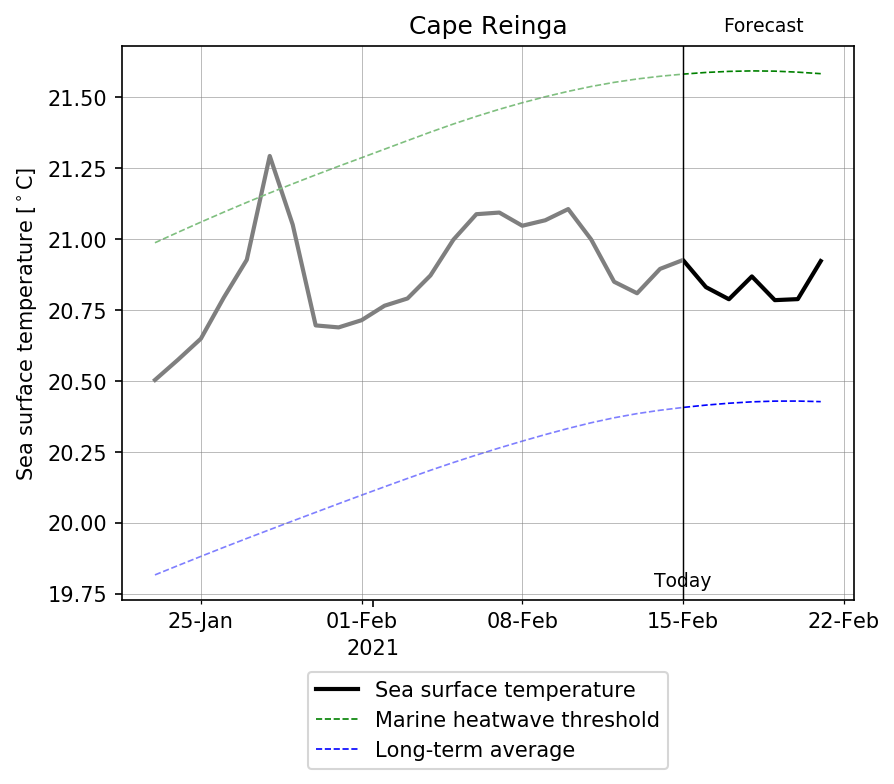 Cape Reinga
Forecast
Sea surface temperature [°C]
21.50
21.25
21.00
20.75
20.50
20.25
20.00
19.75
Today
25-Jan
01-Feb
08-Feb
15-Feb
22-Feb
2021
Sea surface temperature
Marine heatwave threshold
Long-term average